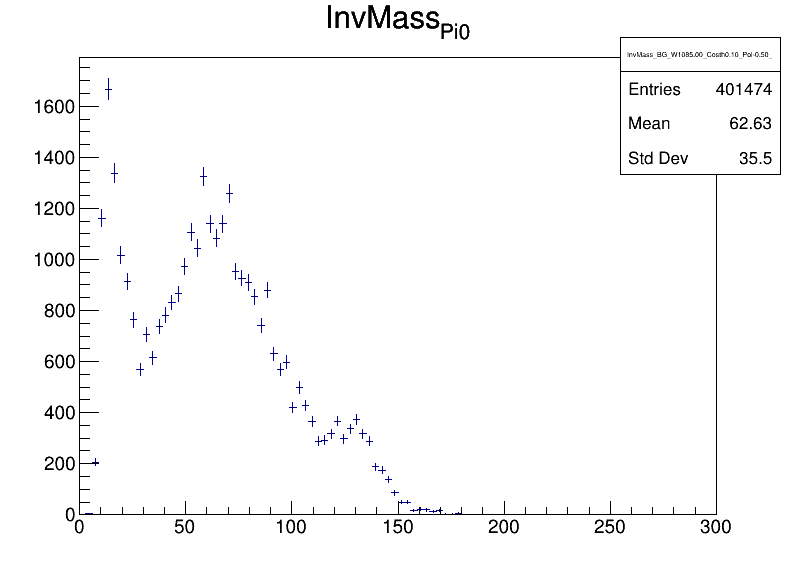 InvMass_Pi0
InvMass_BG_W1085.00_Costh0.10_Pol-0.50_
Entries 401474
Mean 62.63
Std Dev 35.5
1600
1400
1200
1000
800
600
400
200
0
0 50 100 150 200 250 300